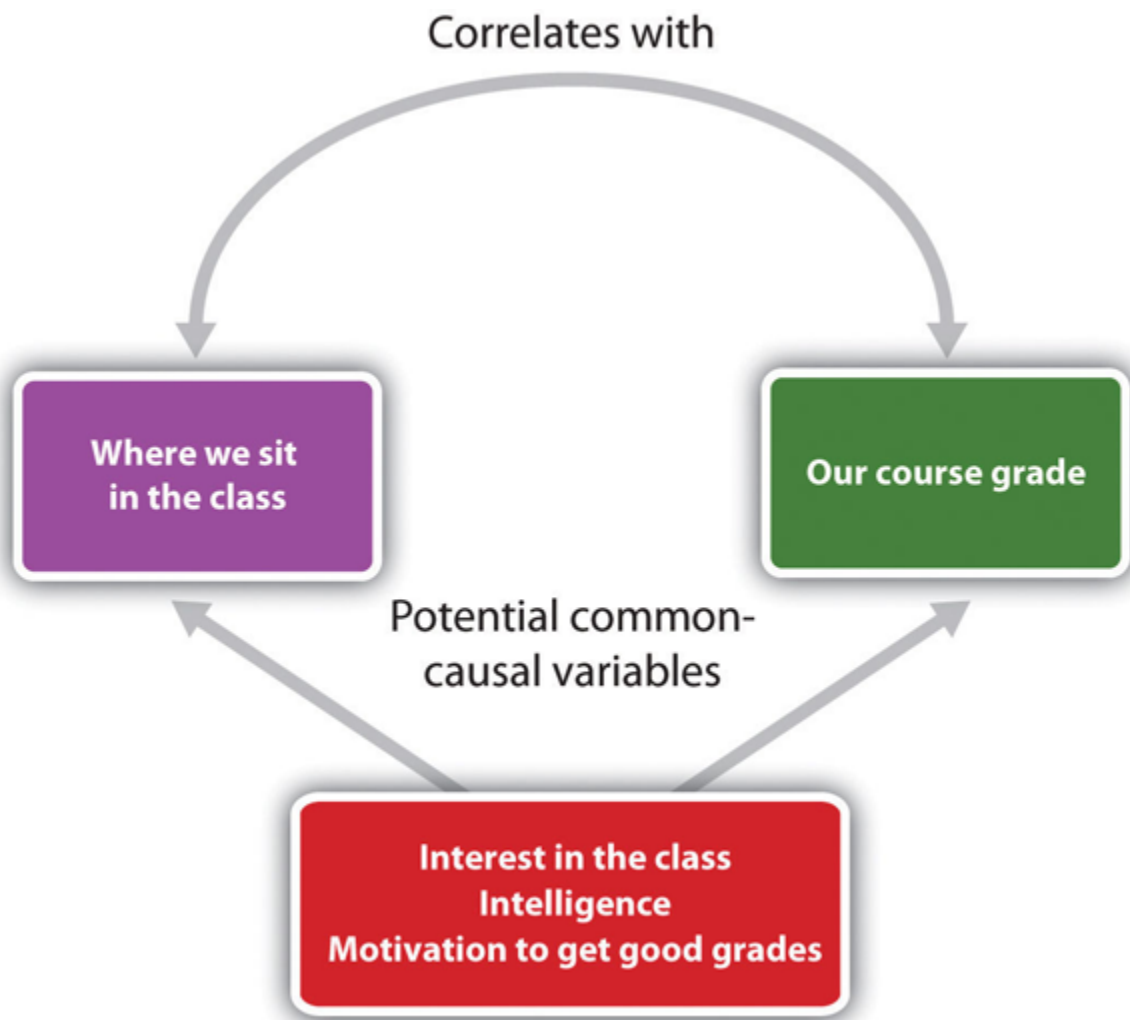 Correlates with
Where we sit
in the class
Our course grade
Potential common-
causal variables
Interest in the class
Intelligence
Motivation to get good grades